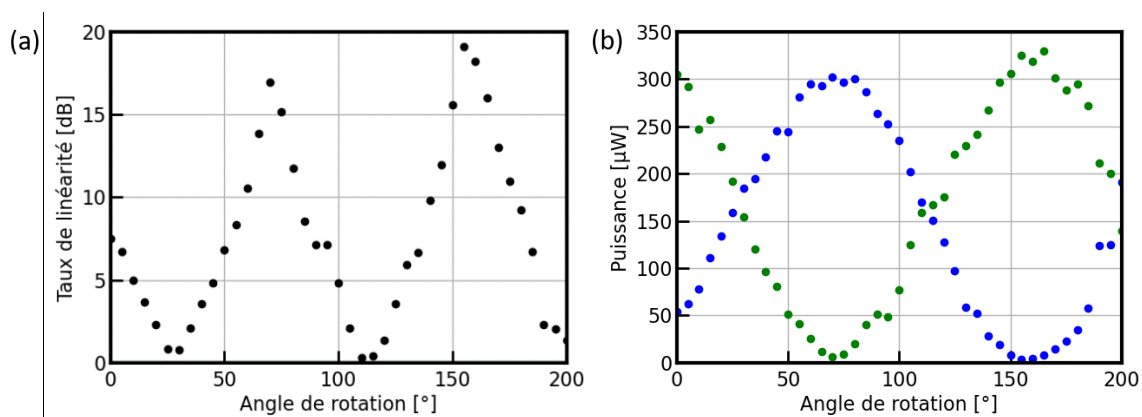 (a)
Taux de linéarité [dB]
20
15
10
5
0
0 50 100 150 200
Angle de rotation [°]
(b)
Puissance [µW]
350
300
250
200
150
100
50
0
0 50 100 150 200
Angle de rotation [°]